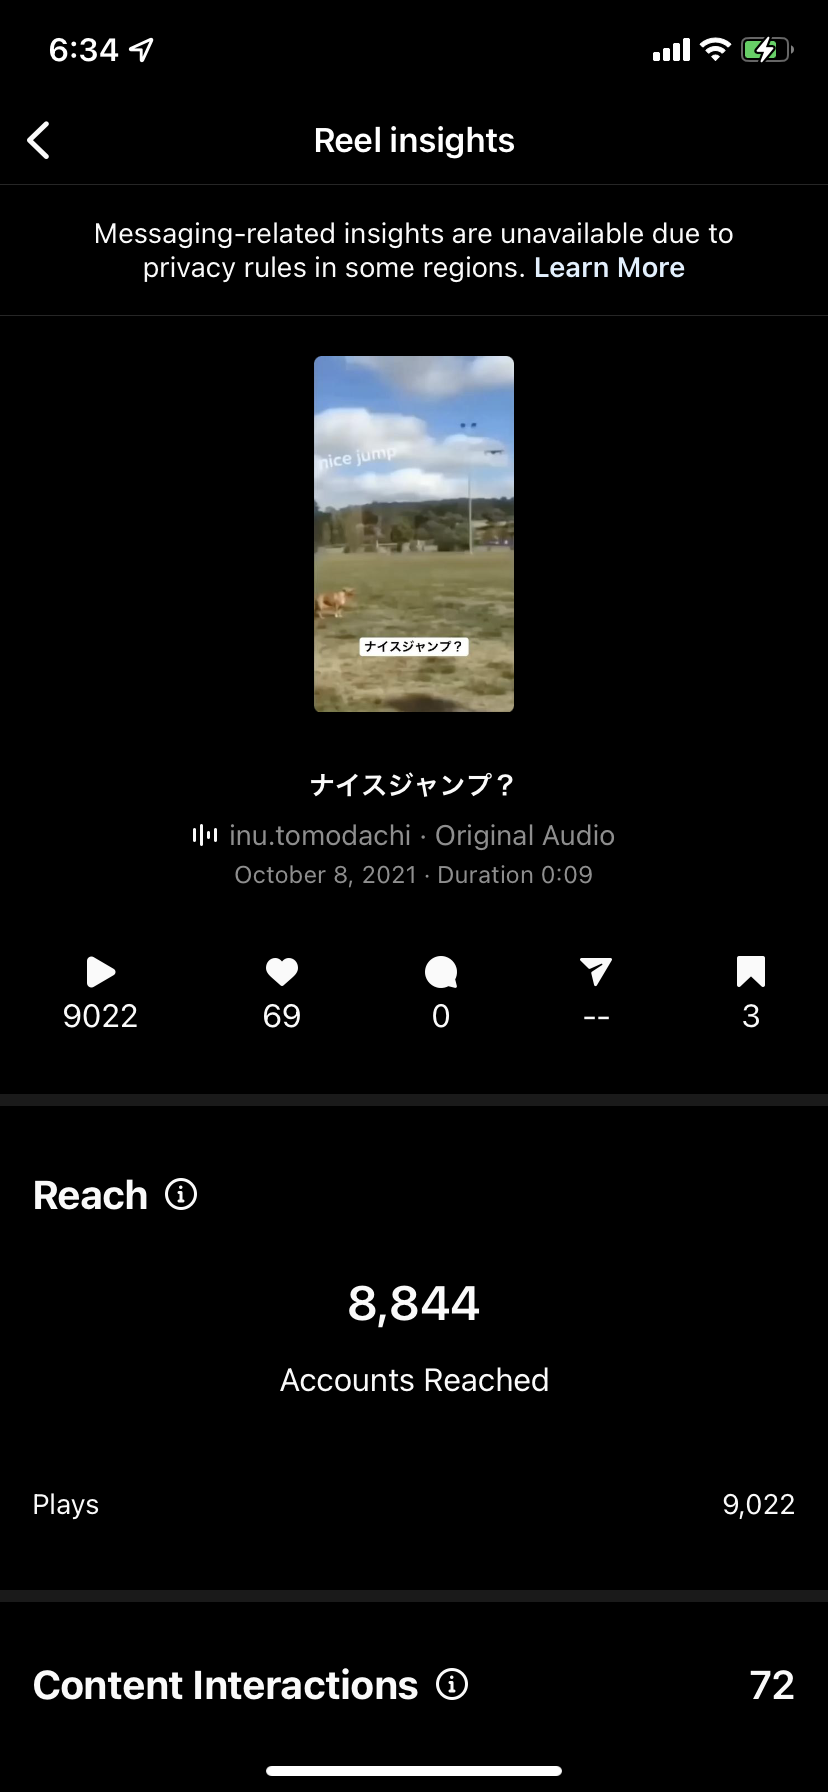 6:34
Reel insights
Messaging-related insights are unavailable due to
privacy rules in some regions. Learn More
nice jump
ナイスジャンプ？
ナイスジャンプ？
inu.tomodachi · Original Audio
October 8, 2021 · Duration 0:09
9022 69 0 -- 3
Reach
8,844
Accounts Reached
Plays 9,022
Content Interactions 72